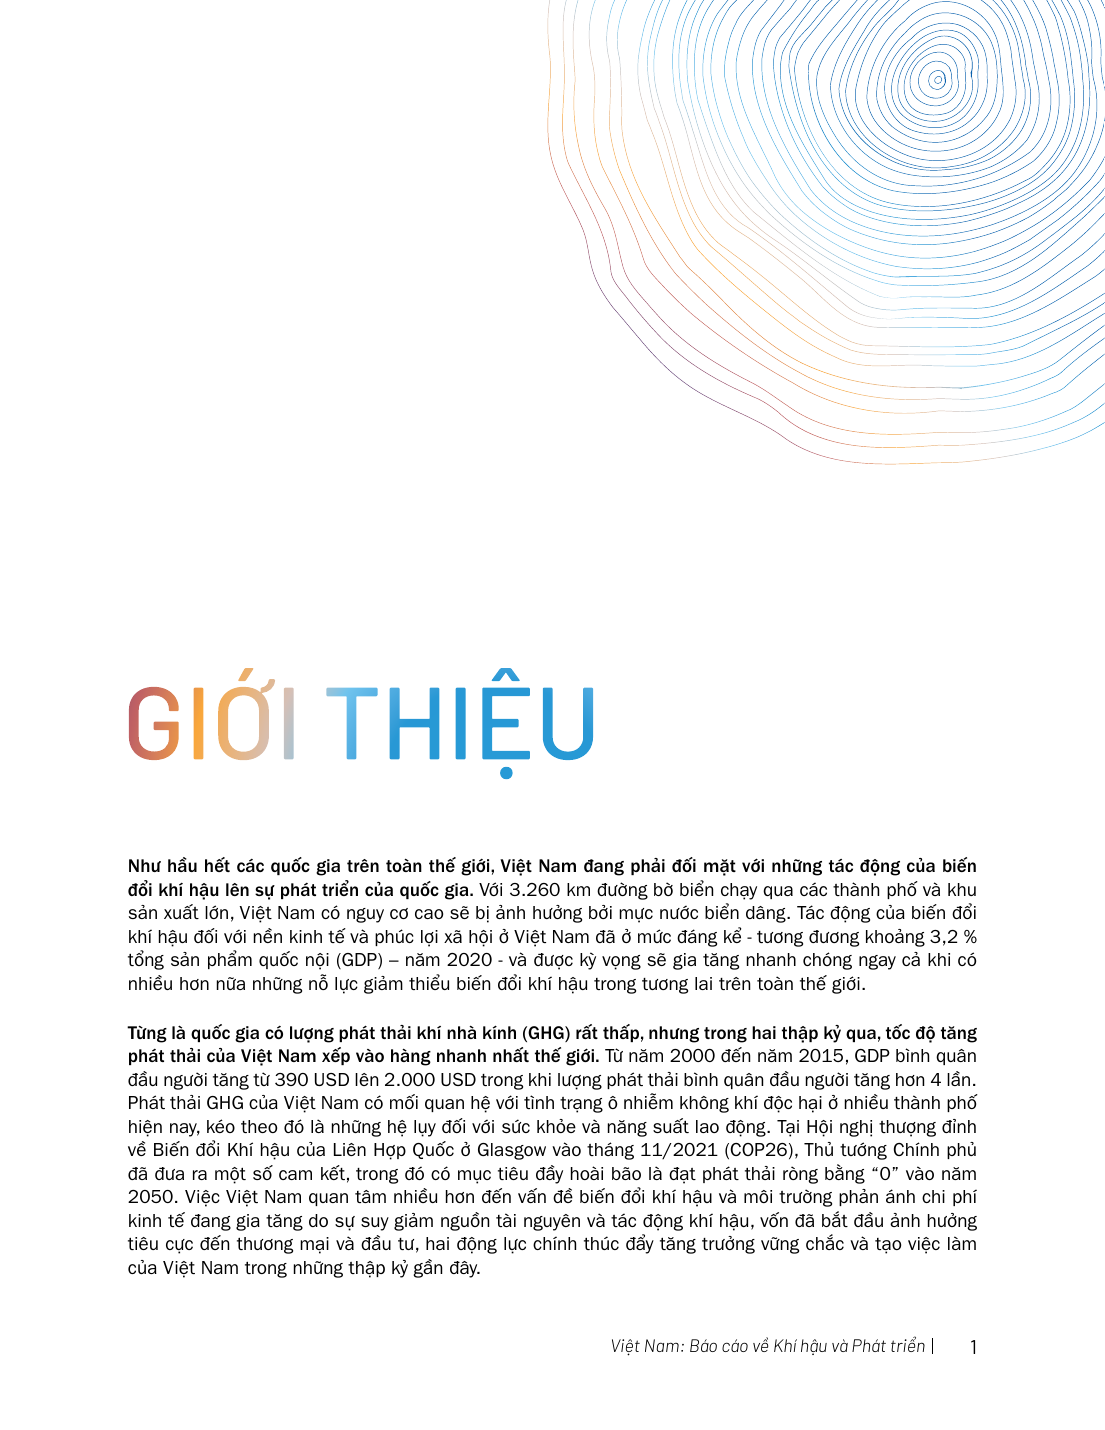 GIỚI THIỆU
Như hầu hết các quốc gia trên toàn thế giới, Việt Nam đang phải đối mặt với những tác động của biến
đổi khí hậu lên sự phát triển của quốc gia. Với 3.260 km đường bờ biển chạy qua các thành phố và khu
sản xuất lớn, Việt Nam có nguy cơ cao sẽ bị ảnh hưởng bởi mực nước biển dâng. Tác động của biến đổi
khí hậu đối với nền kinh tế và phúc lợi xã hội ở Việt Nam đã ở mức đáng kể - tương đương khoảng 3,2 %
tổng sản phẩm quốc nội (GDP) – năm 2020 - và được kỳ vọng sẽ gia tăng nhanh chóng ngay cả khi có
nhiều hơn nữa những nỗ lực giảm thiểu biến đổi khí hậu trong tương lai trên toàn thế giới.
Từng là quốc gia có lượng phát thải khí nhà kính (GHG) rất thấp, nhưng trong hai thập kỷ qua, tốc độ tăng
phát thải của Việt Nam xếp vào hàng nhanh nhất thế giới. Từ năm 2000 đến năm 2015, GDP bình quân
đầu người tăng từ 390 USD lên 2.000 USD trong khi lượng phát thải bình quân đầu người tăng hơn 4 lần.
Phát thải GHG của Việt Nam có mối quan hệ với tình trạng ô nhiễm không khí độc hại ở nhiều thành phố
hiện nay, kéo theo đó là những hệ lụy đối với sức khỏe và năng suất lao động. Tại Hội nghị thượng đỉnh
về Biến đổi Khí hậu của Liên Hợp Quốc ở Glasgow vào tháng 11/2021 (COP26), Thủ tướng Chính phủ
đã đưa ra một số cam kết, trong đó có mục tiêu đầy hoài bão là đạt phát thải ròng bằng “0” vào năm
2050. Việc Việt Nam quan tâm nhiều hơn đến vấn đề biến đổi khí hậu và môi trường phản ánh chi phí
kinh tế đang gia tăng do sự suy giảm nguồn tài nguyên và tác động khí hậu, vốn đã bắt đầu ảnh hưởng
tiêu cực đến thương mại và đầu tư, hai động lực chính thúc đẩy tăng trưởng vững chắc và tạo việc làm
của Việt Nam trong những thập kỷ gần đây.
Việt Nam: Báo cáo về Khí hậu và Phát triển | 1